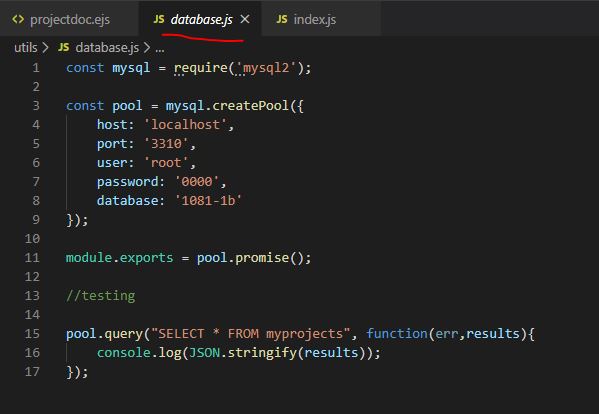 projectdoc.ejs JS database.js × JS index.js
utils > JS database.js > ...
1 const mysql = require('mysql2');
2
3 const pool = mysql.createPool({
4     host: 'localhost',
5     port: '3310',
6     user: 'root',
7     password: '0000',
8     database: '1081-1b'
9 });
10
11 module.exports = pool.promise();
12
13 //testing
14
15 pool.query("SELECT * FROM myprojects", function(err,results){
16     console.log(JSON.stringify(results));
17 });